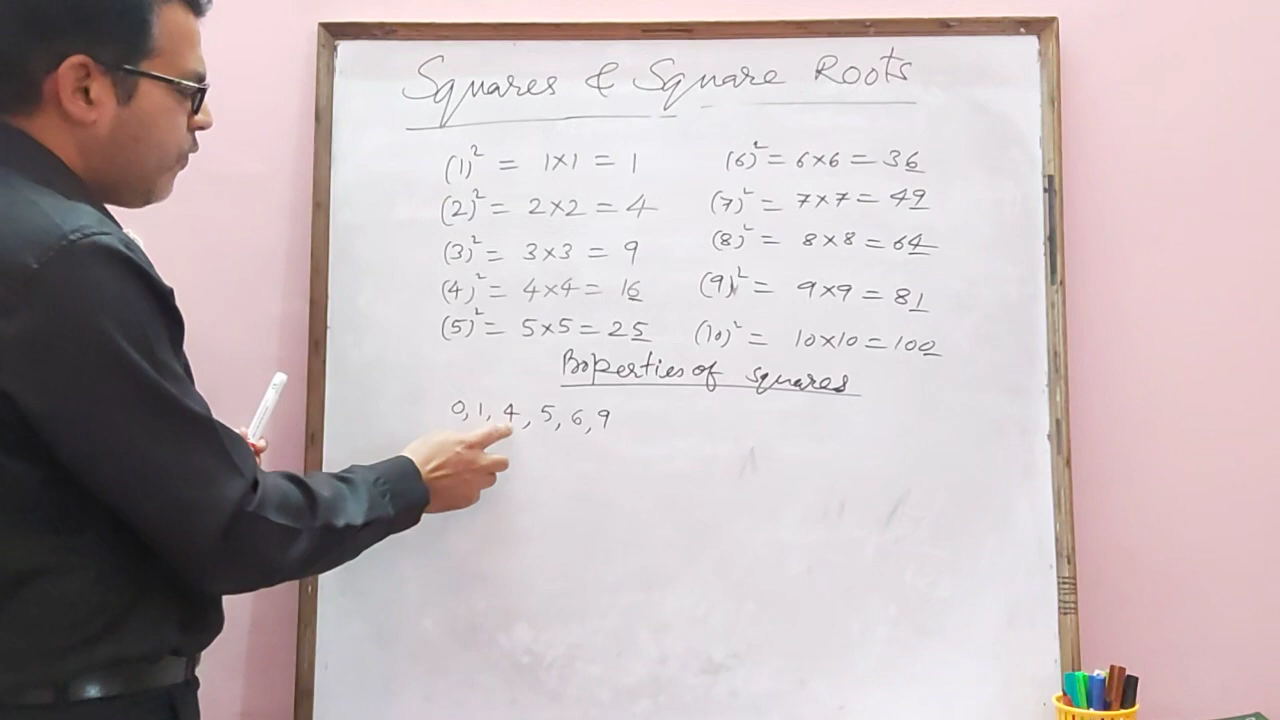 Squares & Square Roots
(1)² = 1×1 = 1
(2)² = 2×2 = 4
(3)² = 3×3 = 9
(4)² = 4×4 = 16
(5)² = 5×5 = 25
(6)² = 6×6 = 36
(7)² = 7×7 = 49
(8)² = 8×8 = 64
(9)² = 9×9 = 81
(10)² = 10×10 = 100
Properties of squares
0, 1, 4, 5, 6, 9